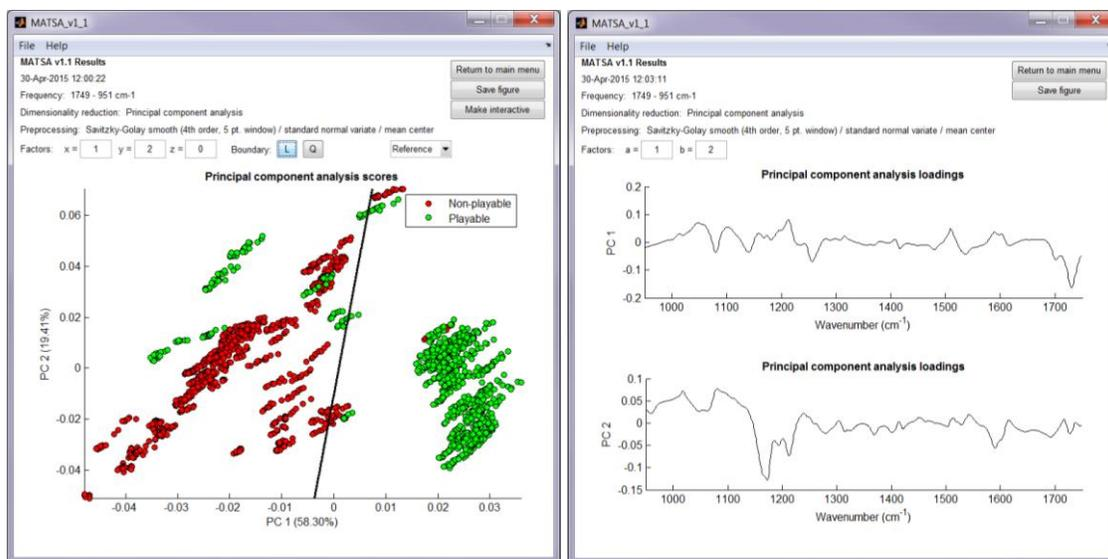 MATSA_v1_1
File Help
MATSA v1.1 Results
30-Apr-2015 12:00:22
Frequency: 1749 - 951 cm-1
Dimensionality reduction: Principal component analysis
Preprocessing: Savitzky-Golay smooth (4th order, 5 pt. window) / standard normal variate / mean center
Factors: x = 1 y = 2 z = 0 Boundary: L Q Reference
Return to main menu
Save figure
Make interactive
Principal component analysis scores
Non-playable
Playable
PC 2 (19.41%)
0.06
0.04
0.02
0
-0.02
-0.04
-0.04 -0.03 -0.02 -0.01 0 0.01 0.02 0.03
PC 1 (58.30%)
MATSA_v1_1
File Help
MATSA v1.1 Results
30-Apr-2015 12:03:11
Frequency: 1749 - 951 cm-1
Dimensionality reduction: Principal component analysis
Preprocessing: Savitzky-Golay smooth (4th order, 5 pt. window) / standard normal variate / mean center
Factors: a = 1 b = 2
Return to main menu
Save figure
Principal component analysis loadings
PC 1
0.2
0.1
0
-0.1
-0.2
1000 1100 1200 1300 1400 1500 1600 1700
Wavenumber (cm-1)
Principal component analysis loadings
PC 2
0.1
0.05
0
-0.05
-0.1
-0.15
1000 1100 1200 1300 1400 1500 1600 1700
Wavenumber (cm-1)